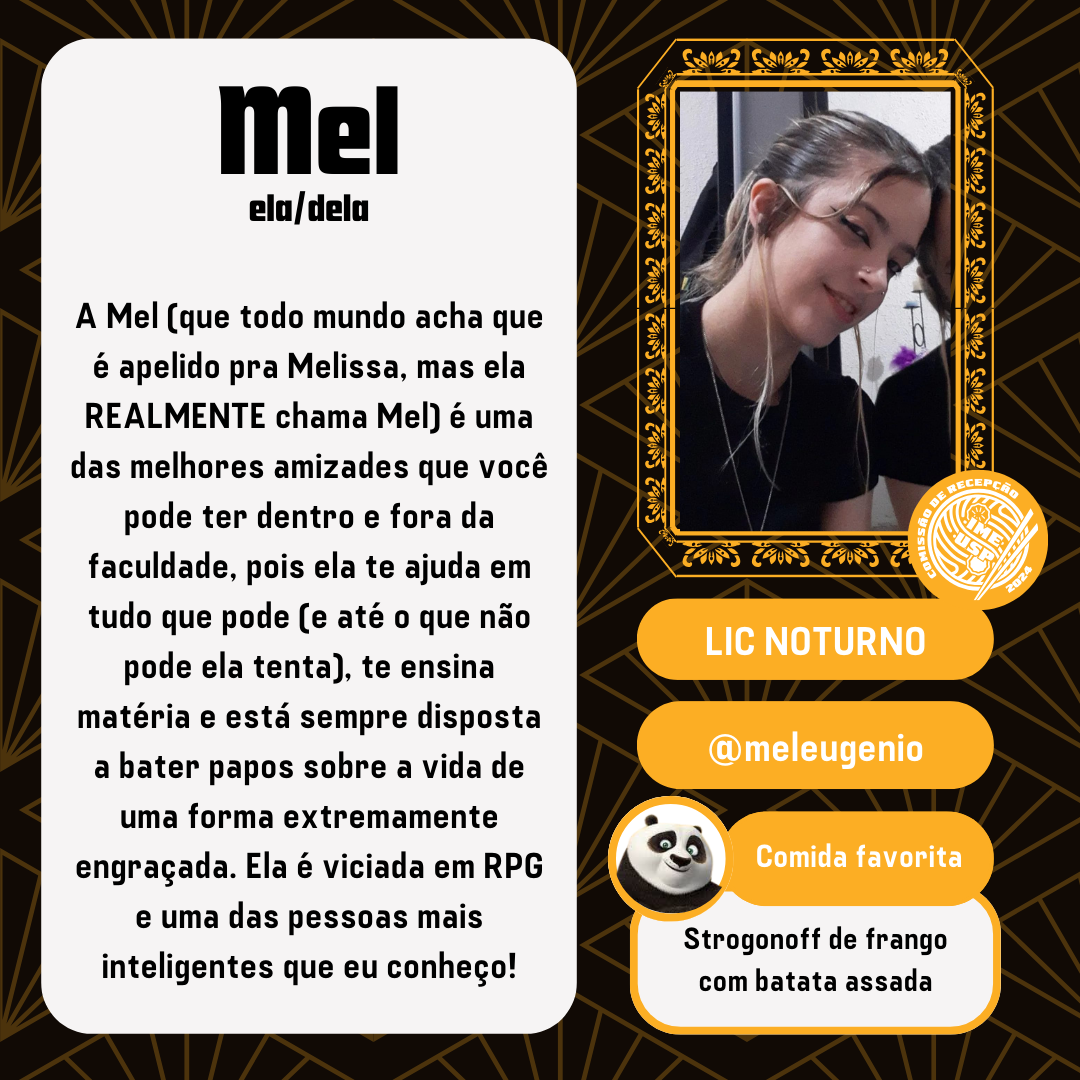 Mel
ela/dela
A Mel (que todo mundo acha que
é apelido pra Melissa, mas ela
REALMENTE chama Mel) é uma
das melhores amizades que você
pode ter dentro e fora da
faculdade, pois ela te ajuda em
tudo que pode (e até o que não
pode ela tenta), te ensina
matéria e está sempre disposta
a bater papos sobre a vida de
uma forma extremamente
engraçada. Ela é viciada em RPG
e uma das pessoas mais
inteligentes que eu conheço!
COMISSÃO DE RECEPÇÃO
IME
USP
2024
LIC NOTURNO
@meleugenio
Comida favorita
Strogonoff de frango
com batata assada